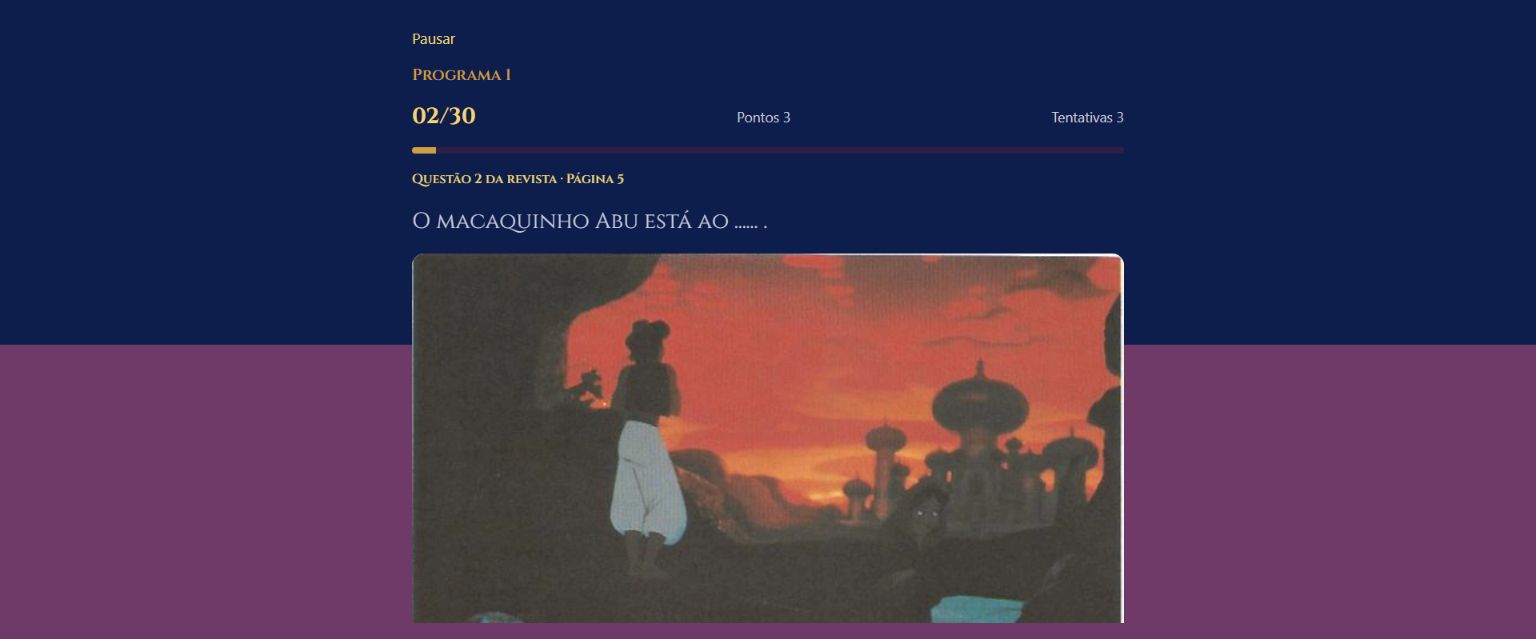 Pausar
Programa 1
02/30
Pontos 3
Tentativas 3
Questão 2 da revista · Página 5
O macaquinho Abu está ao ...... .